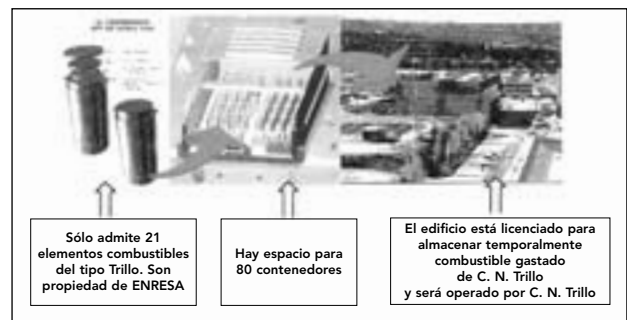 Sólo admite 21
elementos combustibles
del tipo Trillo. Son
propiedad de ENRESA
Hay espacio para
80 contenedores
El edificio está licenciado para
almacenar temporalmente
combustible gastado
de C. N. Trillo
y será operado por C. N. Trillo